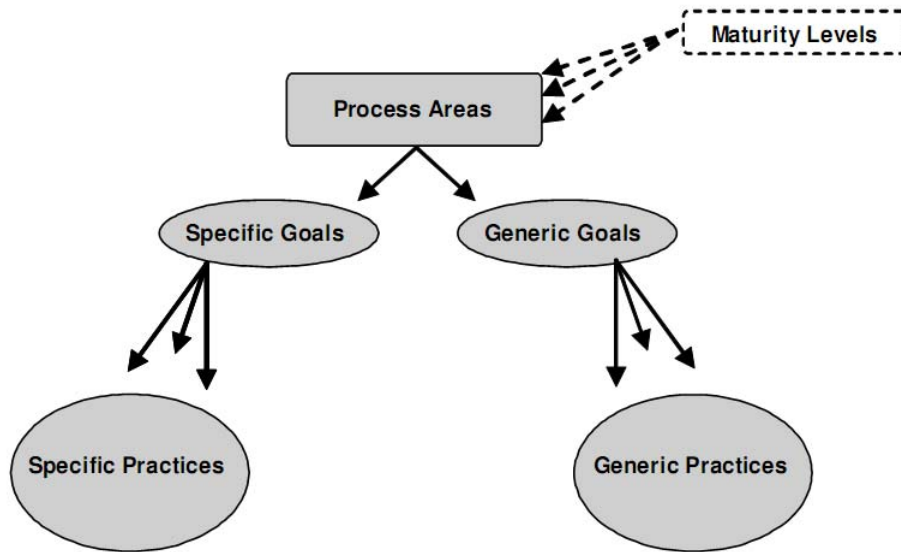 Maturity Levels
Process Areas
Specific Goals
Generic Goals
Specific Practices
Generic Practices